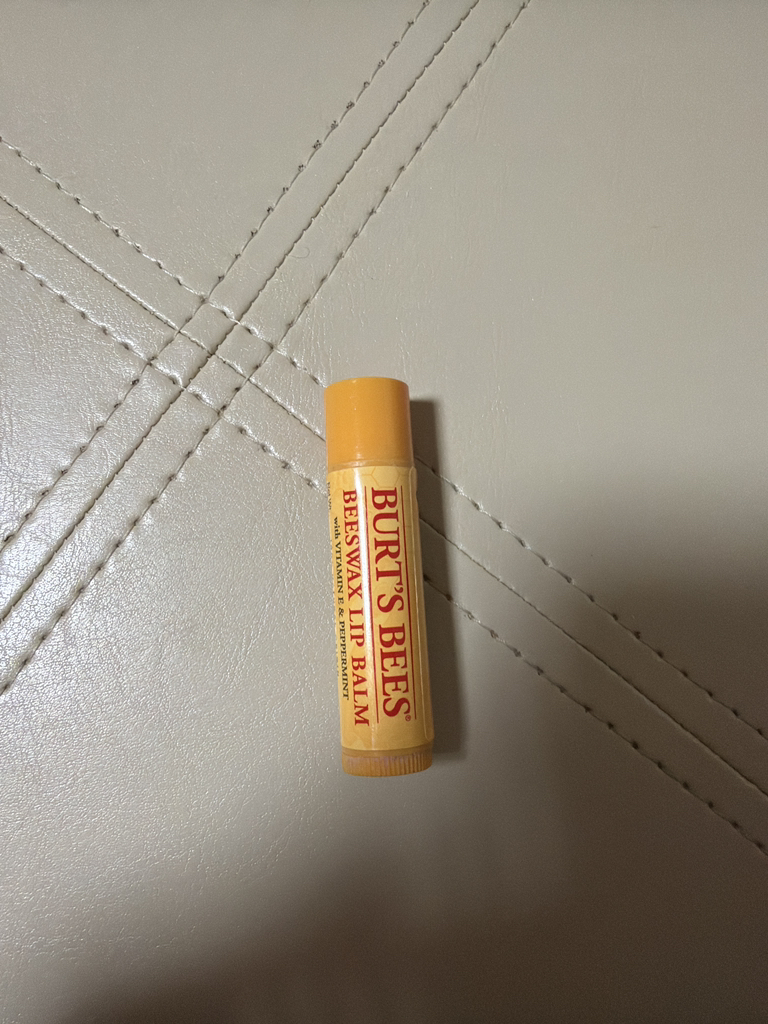 BURT'S BEES®
BEESWAX LIP BALM
with VITAMIN E & PEPPERMINT